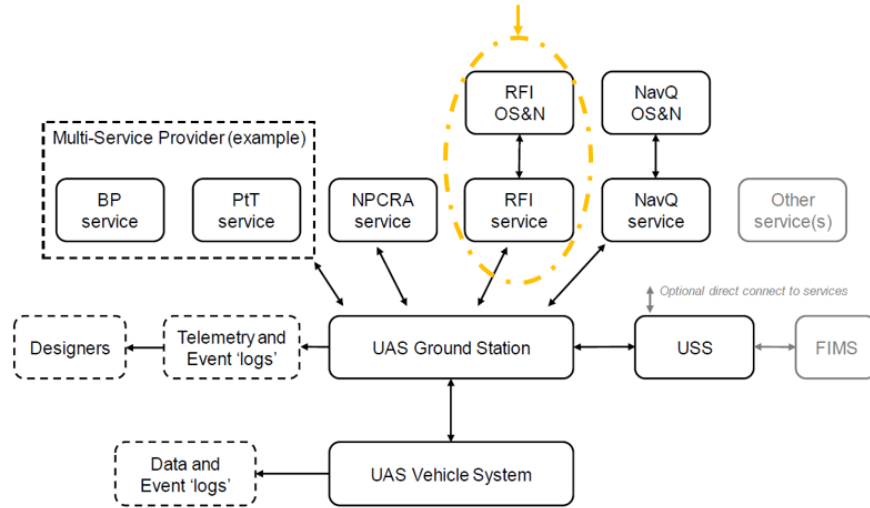 RFI
OS&N
NavQ
OS&N
Multi-Service Provider (example)
BP
service
PtT
service
NPCRA
service
RFI
service
NavQ
service
Other
service(s)
Optional direct connect to services
Designers
Telemetry and
Event ‘logs’
UAS Ground Station
USS
FIMS
Data and
Event ‘logs’
UAS Vehicle System